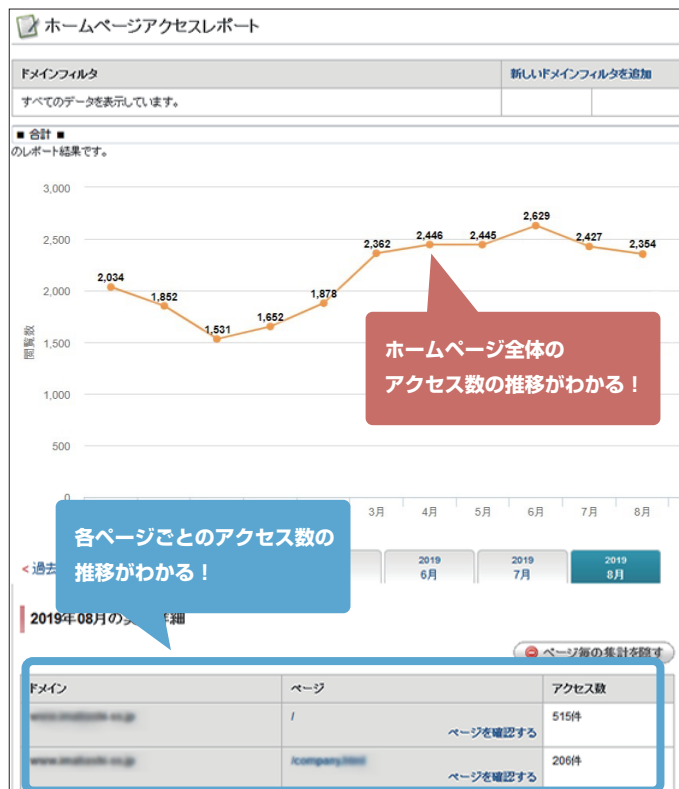 ホームページアクセスレポート
ドメインフィルタ
新しいドメインフィルタを追加
すべてのデータを表示しています。
■ 合計 ■
のレポート結果です。
3,000
2,500
2,000
1,500
1,000
500
0
閲覧数
2,034
1,852
1,531
1,652
1,878
2,362
2,446
2,445
2,629
2,427
2,354
ホームページ全体の
アクセス数の推移がわかる！
3月 4月 5月 6月 7月 8月
各ページごとのアクセス数の
推移がわかる！
<過去
2019 6月
2019 7月
2019 8月
2019年08月の
ページ毎の集計を隠す
ドメイン ページ アクセス数
/ 515件
ページを確認する
/company.html 206件
ページを確認する